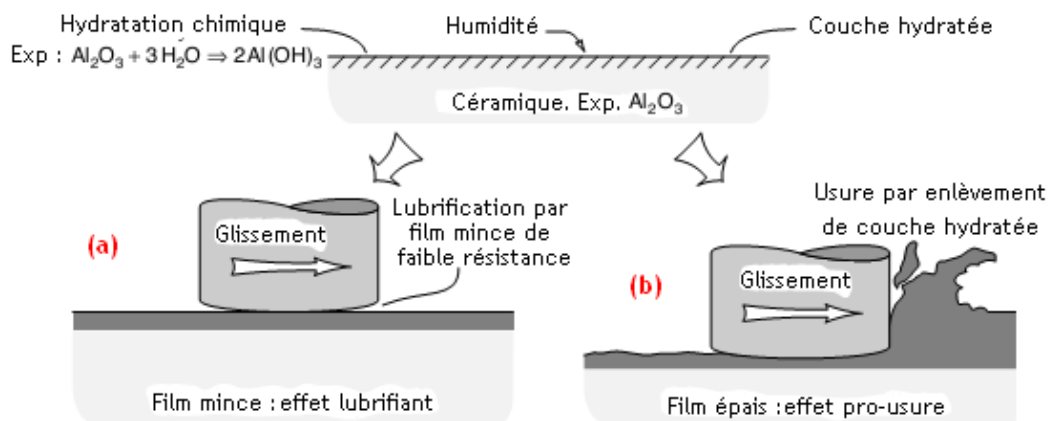 Hydratation chimique
Humidité
Couche hydratée
Exp : Al₂O₃ + 3H₂O ⇒ 2Al(OH)₃
Céramique. Exp. Al₂O₃
(a)
Glissement
Lubrification par
film mince de
faible résistance
Film mince : effet lubrifiant
Usure par enlèvement
de couche hydratée
(b)
Glissement
Film épais : effet pro-usure